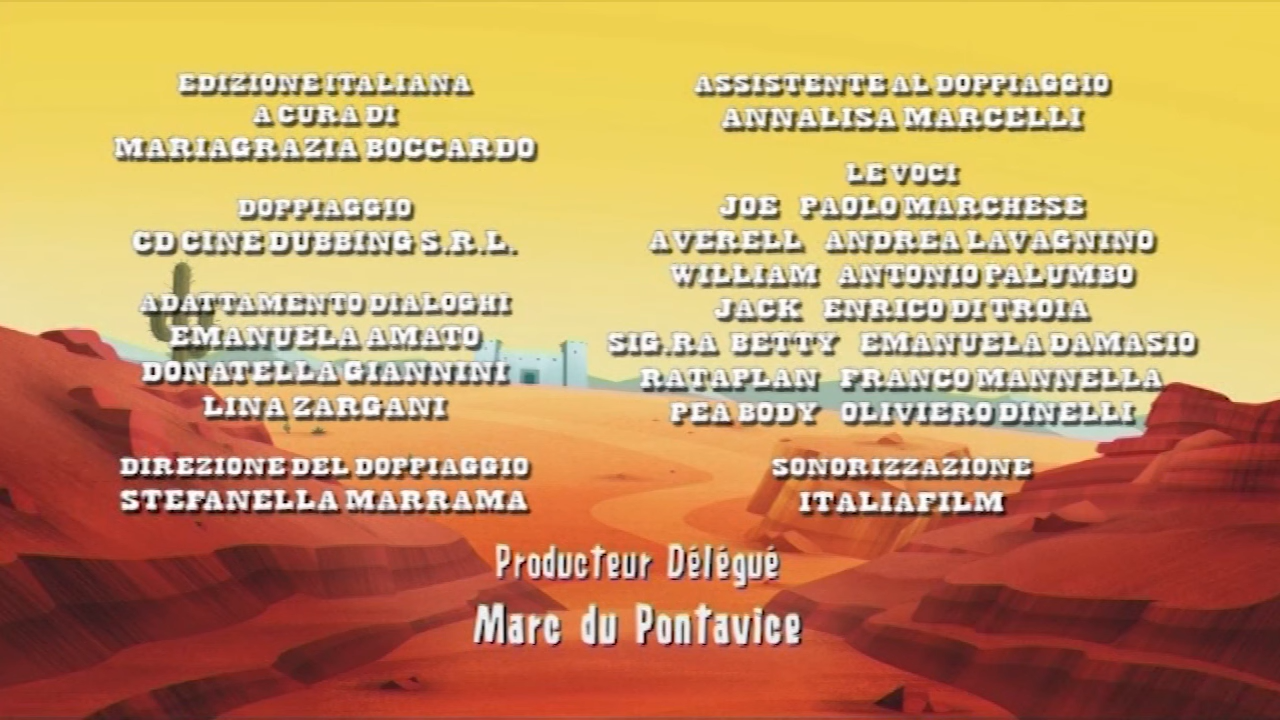 EDIZIONE ITALIANA
A CURA DI
MARIAGRAZIA BOCCARDO
DOPPIAGGIO
CD CINE DUBBING S.R.L.
ADATTAMENTO DIALOGHI
EMANUELA AMATO
DONATELLA GIANNINI
LINA ZARGANI
DIREZIONE DEL DOPPIAGGIO
STEFANELLA MARRAMA
ASSISTENTE AL DOPPIAGGIO
ANNALISA MARCELLI
LE VOCI
JOE PAOLO MARCHESE
AVERELL ANDREA LAVAGNINO
WILLIAM ANTONIO PALUMBO
JACK ENRICO DI TROIA
SIG.RA BETTY EMANUELA DAMASIO
RATAPLAN FRANCO MANNELLA
PEA BODY OLIVIERO DINELLI
SONORIZZAZIONE
ITALIAFILM
Producteur Délégué
Marc du Pontavice